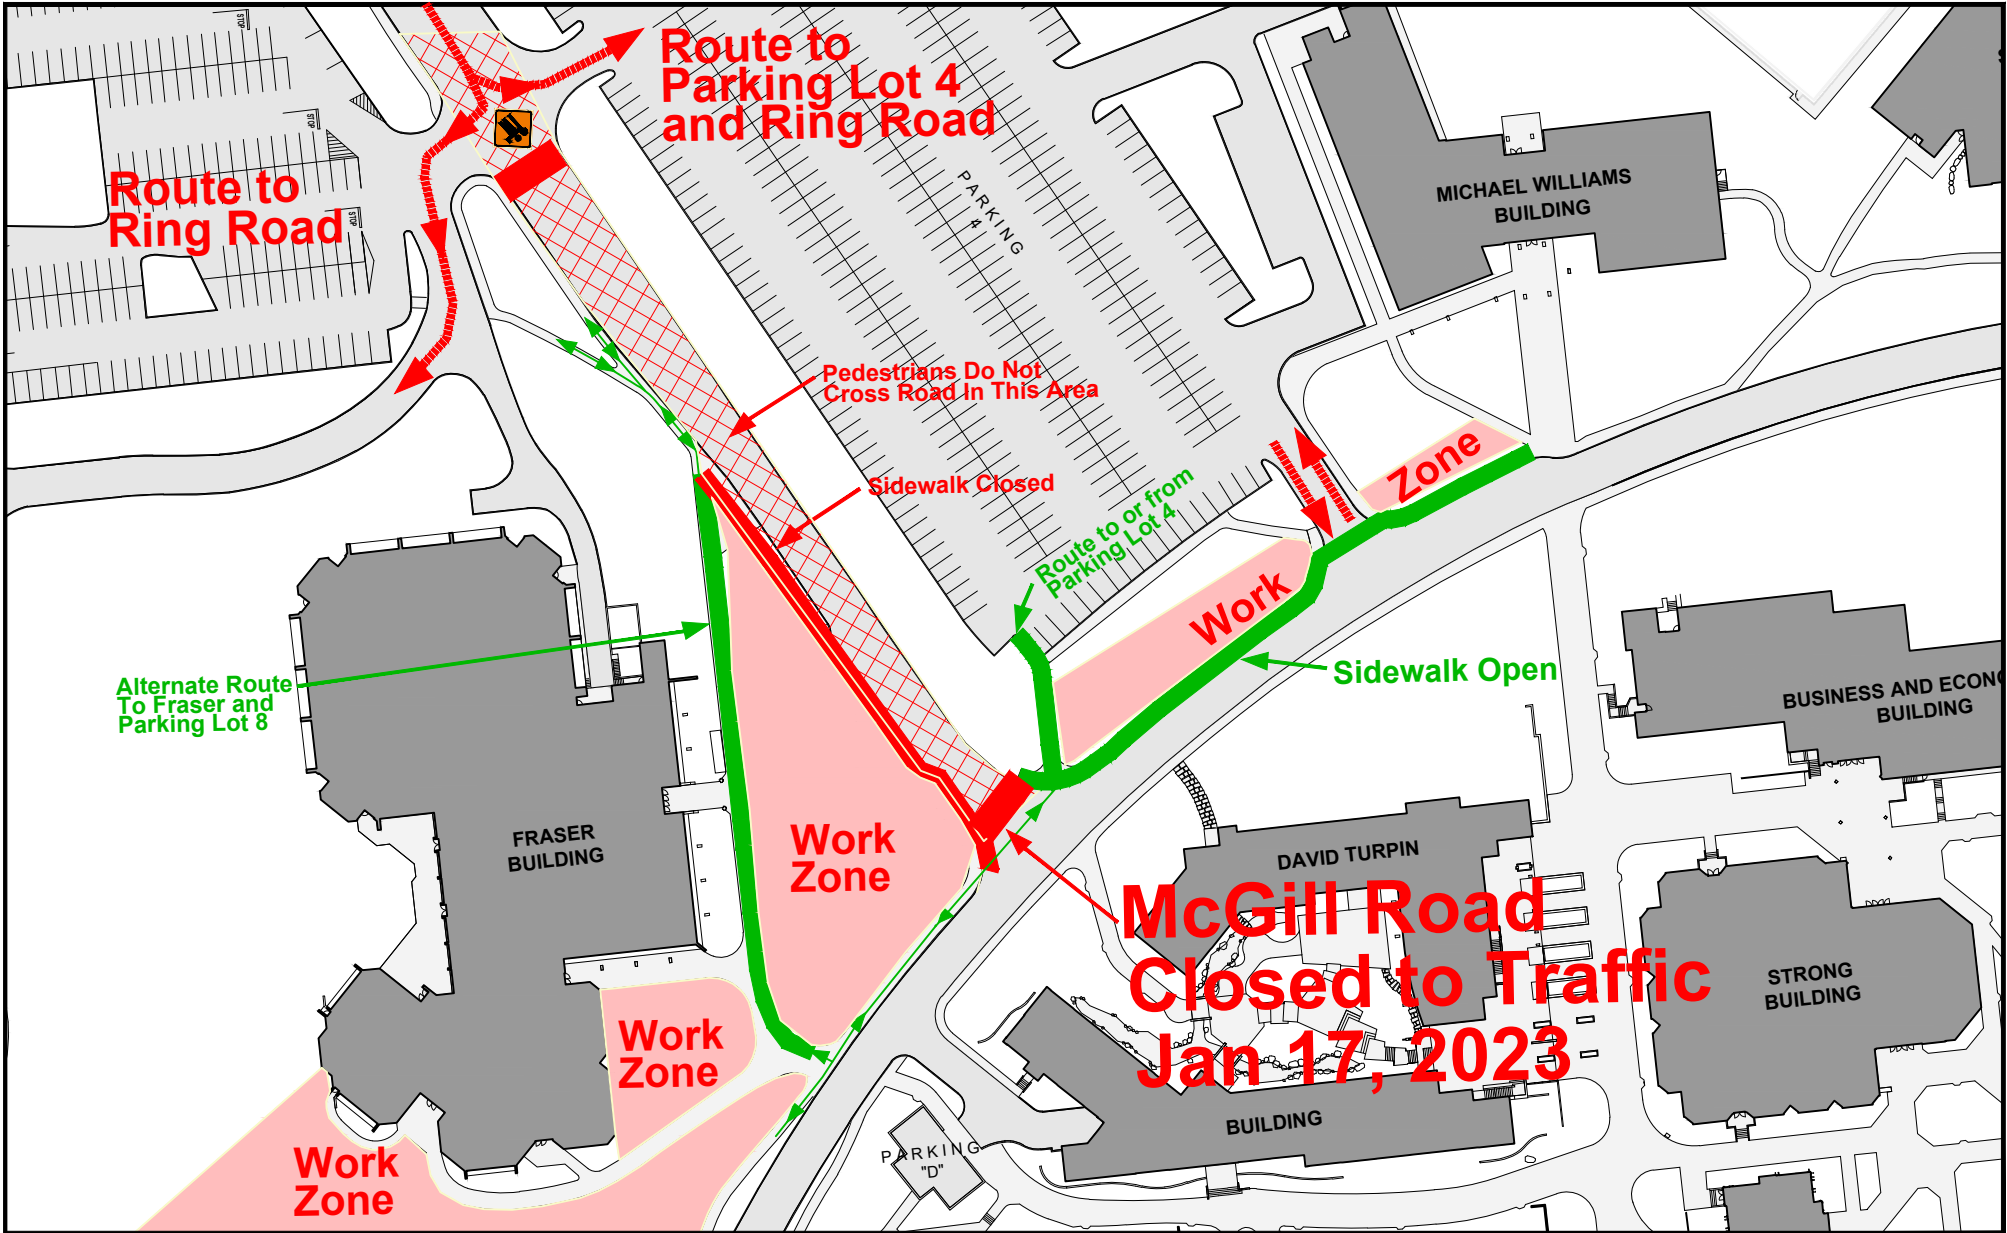 STOP
Route to
Parking Lot 4
and Ring Road
STOP
Route to
Ring Road
STOP
PARKING
4
MICHAEL WILLIAMS
BUILDING
Pedestrians Do Not
Cross Road In This Area
Sidewalk Closed
Route to or from
Parking Lot 4
Zone
Work
Sidewalk Open
Alternate Route
To Fraser and
Parking Lot 8
BUSINESS AND ECONO
BUILDING
FRASER
BUILDING
Work
Zone
DAVID TURPIN
McGill Road
Closed to Traffic
Jan 17, 2023
STRONG
BUILDING
Work
Zone
BUILDING
PARKING
"D"
Work
Zone